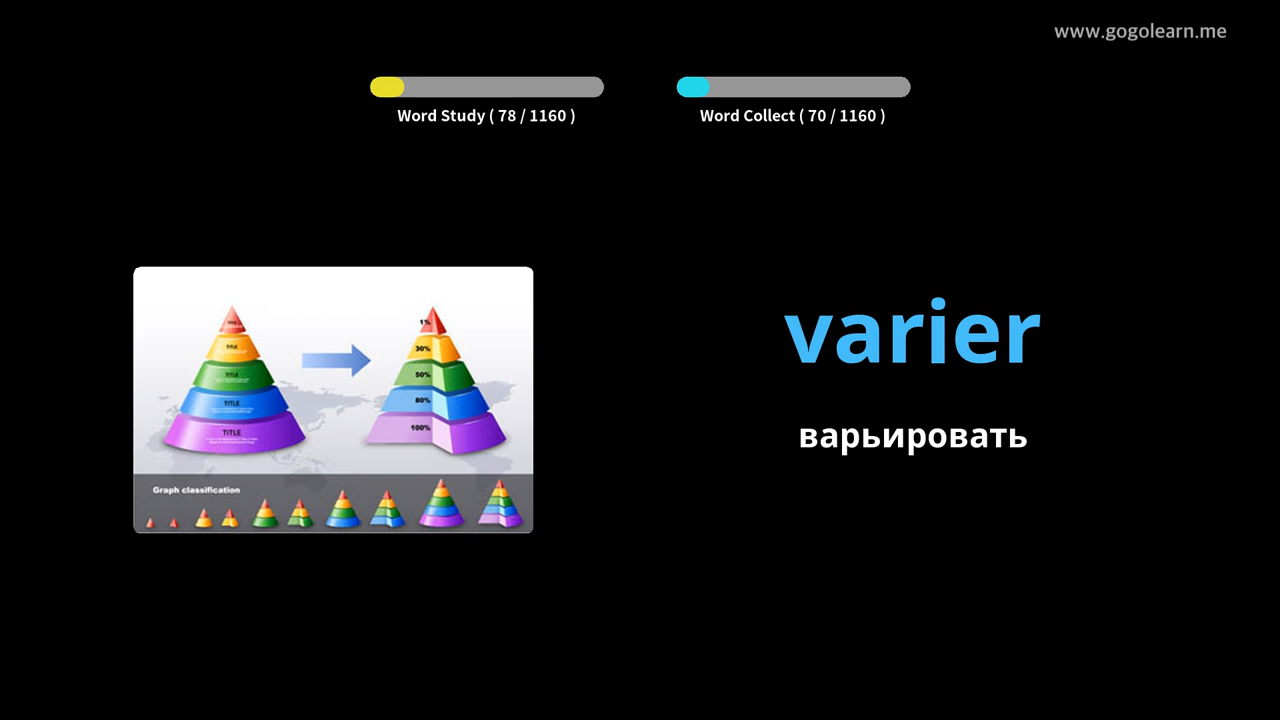 www.gogolearn.me
Word Study ( 78 / 1160 )
Word Collect ( 70 / 1160 )
varier
варьировать
TITLE
TITLE
TITLE
TITLE
1%
30%
50%
80%
100%
Graph classification